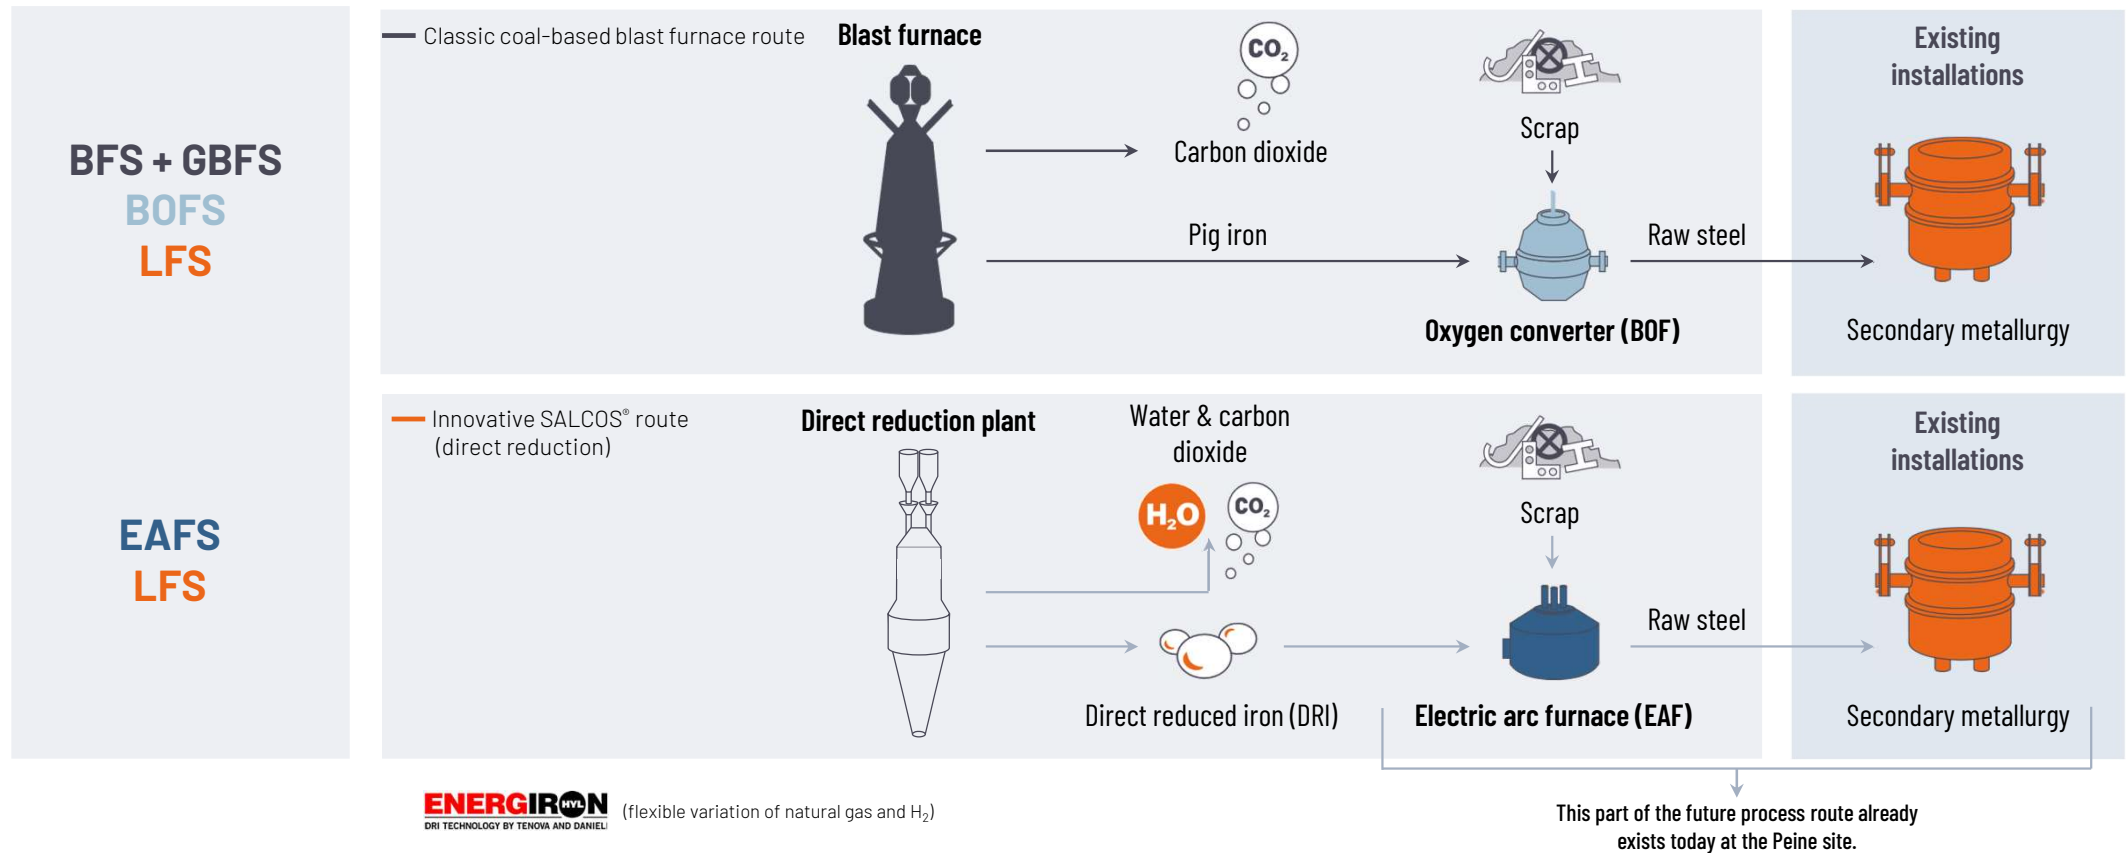 BFS + GBFS
BOFS
LFS
EAFS
LFS
Classic coal-based blast furnace route
Blast furnace
CO₂
Carbon dioxide
Scrap
Pig iron
Raw steel
Oxygen converter (BOF)
Existing
installations
Secondary metallurgy
Innovative SALCOS® route
(direct reduction)
Direct reduction plant
Water & carbon
dioxide
H₂O
CO₂
Scrap
Raw steel
Direct reduced iron (DRI)
Electric arc furnace (EAF)
Existing
installations
Secondary metallurgy
ENERGIRON
HYL
DRI TECHNOLOGY BY TENOVA AND DANIELI
(flexible variation of natural gas and H₂)
This part of the future process route already
exists today at the Peine site.